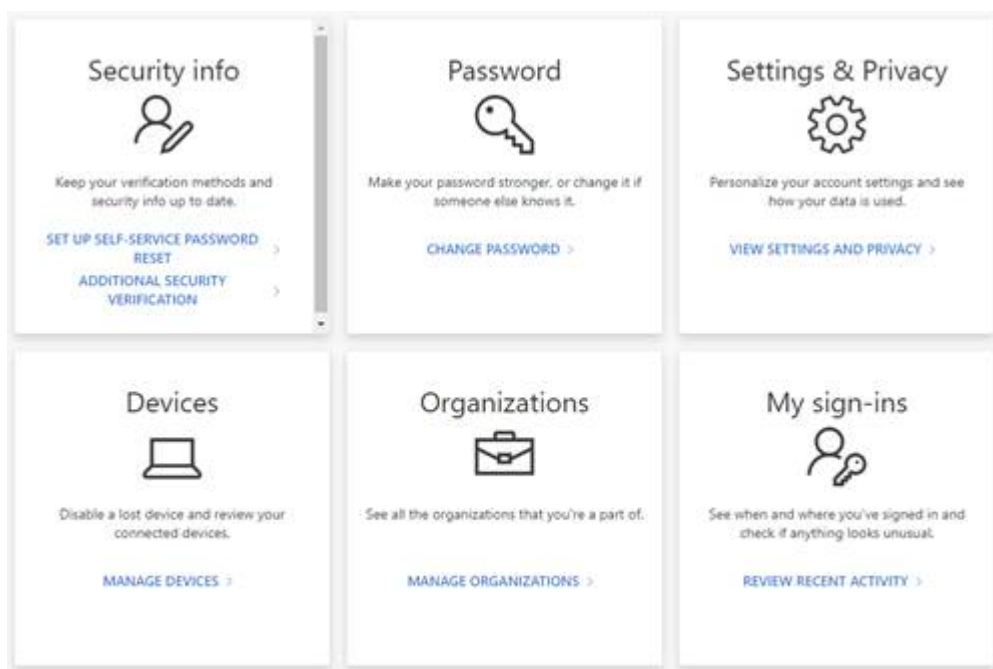 Security info
Keep your verification methods and
security info up to date.
SET UP SELF-SERVICE PASSWORD
RESET
ADDITIONAL SECURITY
VERIFICATION
Password
Make your password stronger, or change it if
someone else knows it.
CHANGE PASSWORD
Settings & Privacy
Personalize your account settings and see
how your data is used.
VIEW SETTINGS AND PRIVACY
Devices
Disable a lost device and review your
connected devices.
MANAGE DEVICES
Organizations
See all the organizations that you're a part of.
MANAGE ORGANIZATIONS
My sign-ins
See when and where you've signed in and
check if anything looks unusual.
REVIEW RECENT ACTIVITY